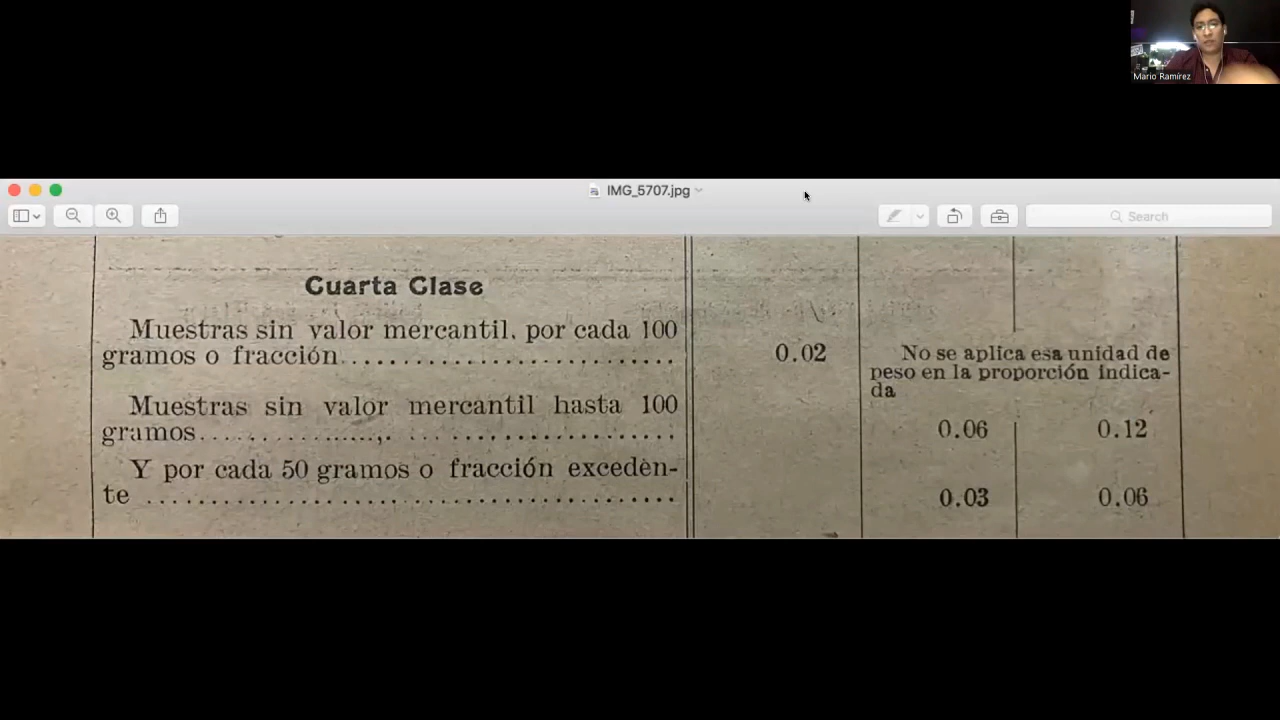 Mario Ramírez
IMG_5707.jpg
Search
Cuarta Clase
Muestras sin valor mercantil, por cada 100
gramos o fracción........................... 0.02
No se aplica esa unidad de
peso en la proporción indica-
da
Muestras sin valor mercantil hasta 100
gramos........................... 0.06 0.12
Y por cada 50 gramos o fracción exceden-
te ........................... 0.03 0.06